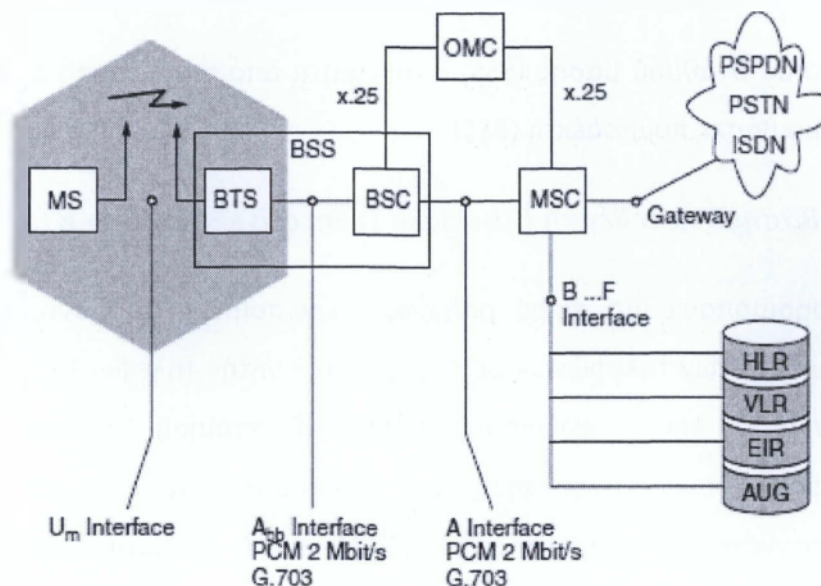 OMC
PSPDN
PSTN
ISDN
x.25
x.25
BSS
MS
BTS
BSC
MSC
Gateway
B ...F
Interface
HLR
VLR
EIR
AUG
Um Interface
Abb Interface
PCM 2 Mbit/s
G.703
A Interface
PCM 2 Mbit/s
G.703